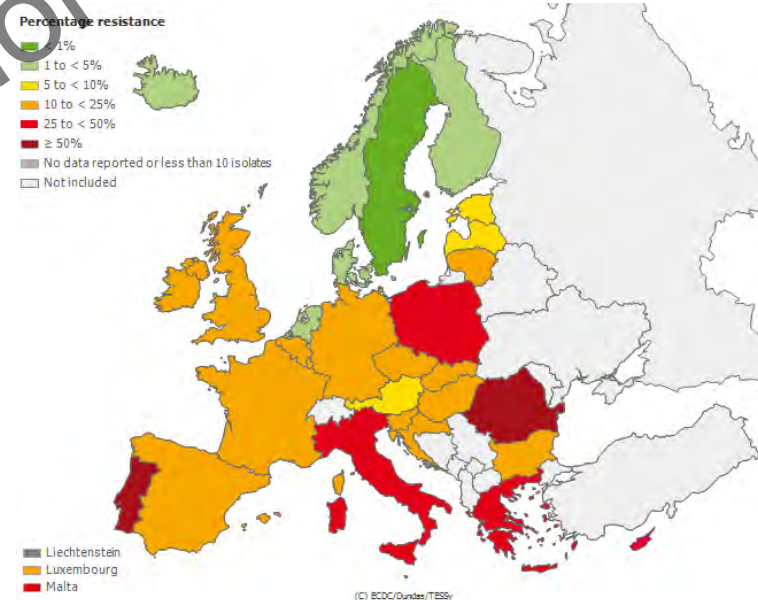 Percentage resistance
< 1%
1 to < 5%
5 to < 10%
10 to < 25%
25 to < 50%
≥ 50%
No data reported or less than 10 isolates
Not included
Liechtenstein
Luxembourg
Malta
(C) ECDC/Dundas/TESSy